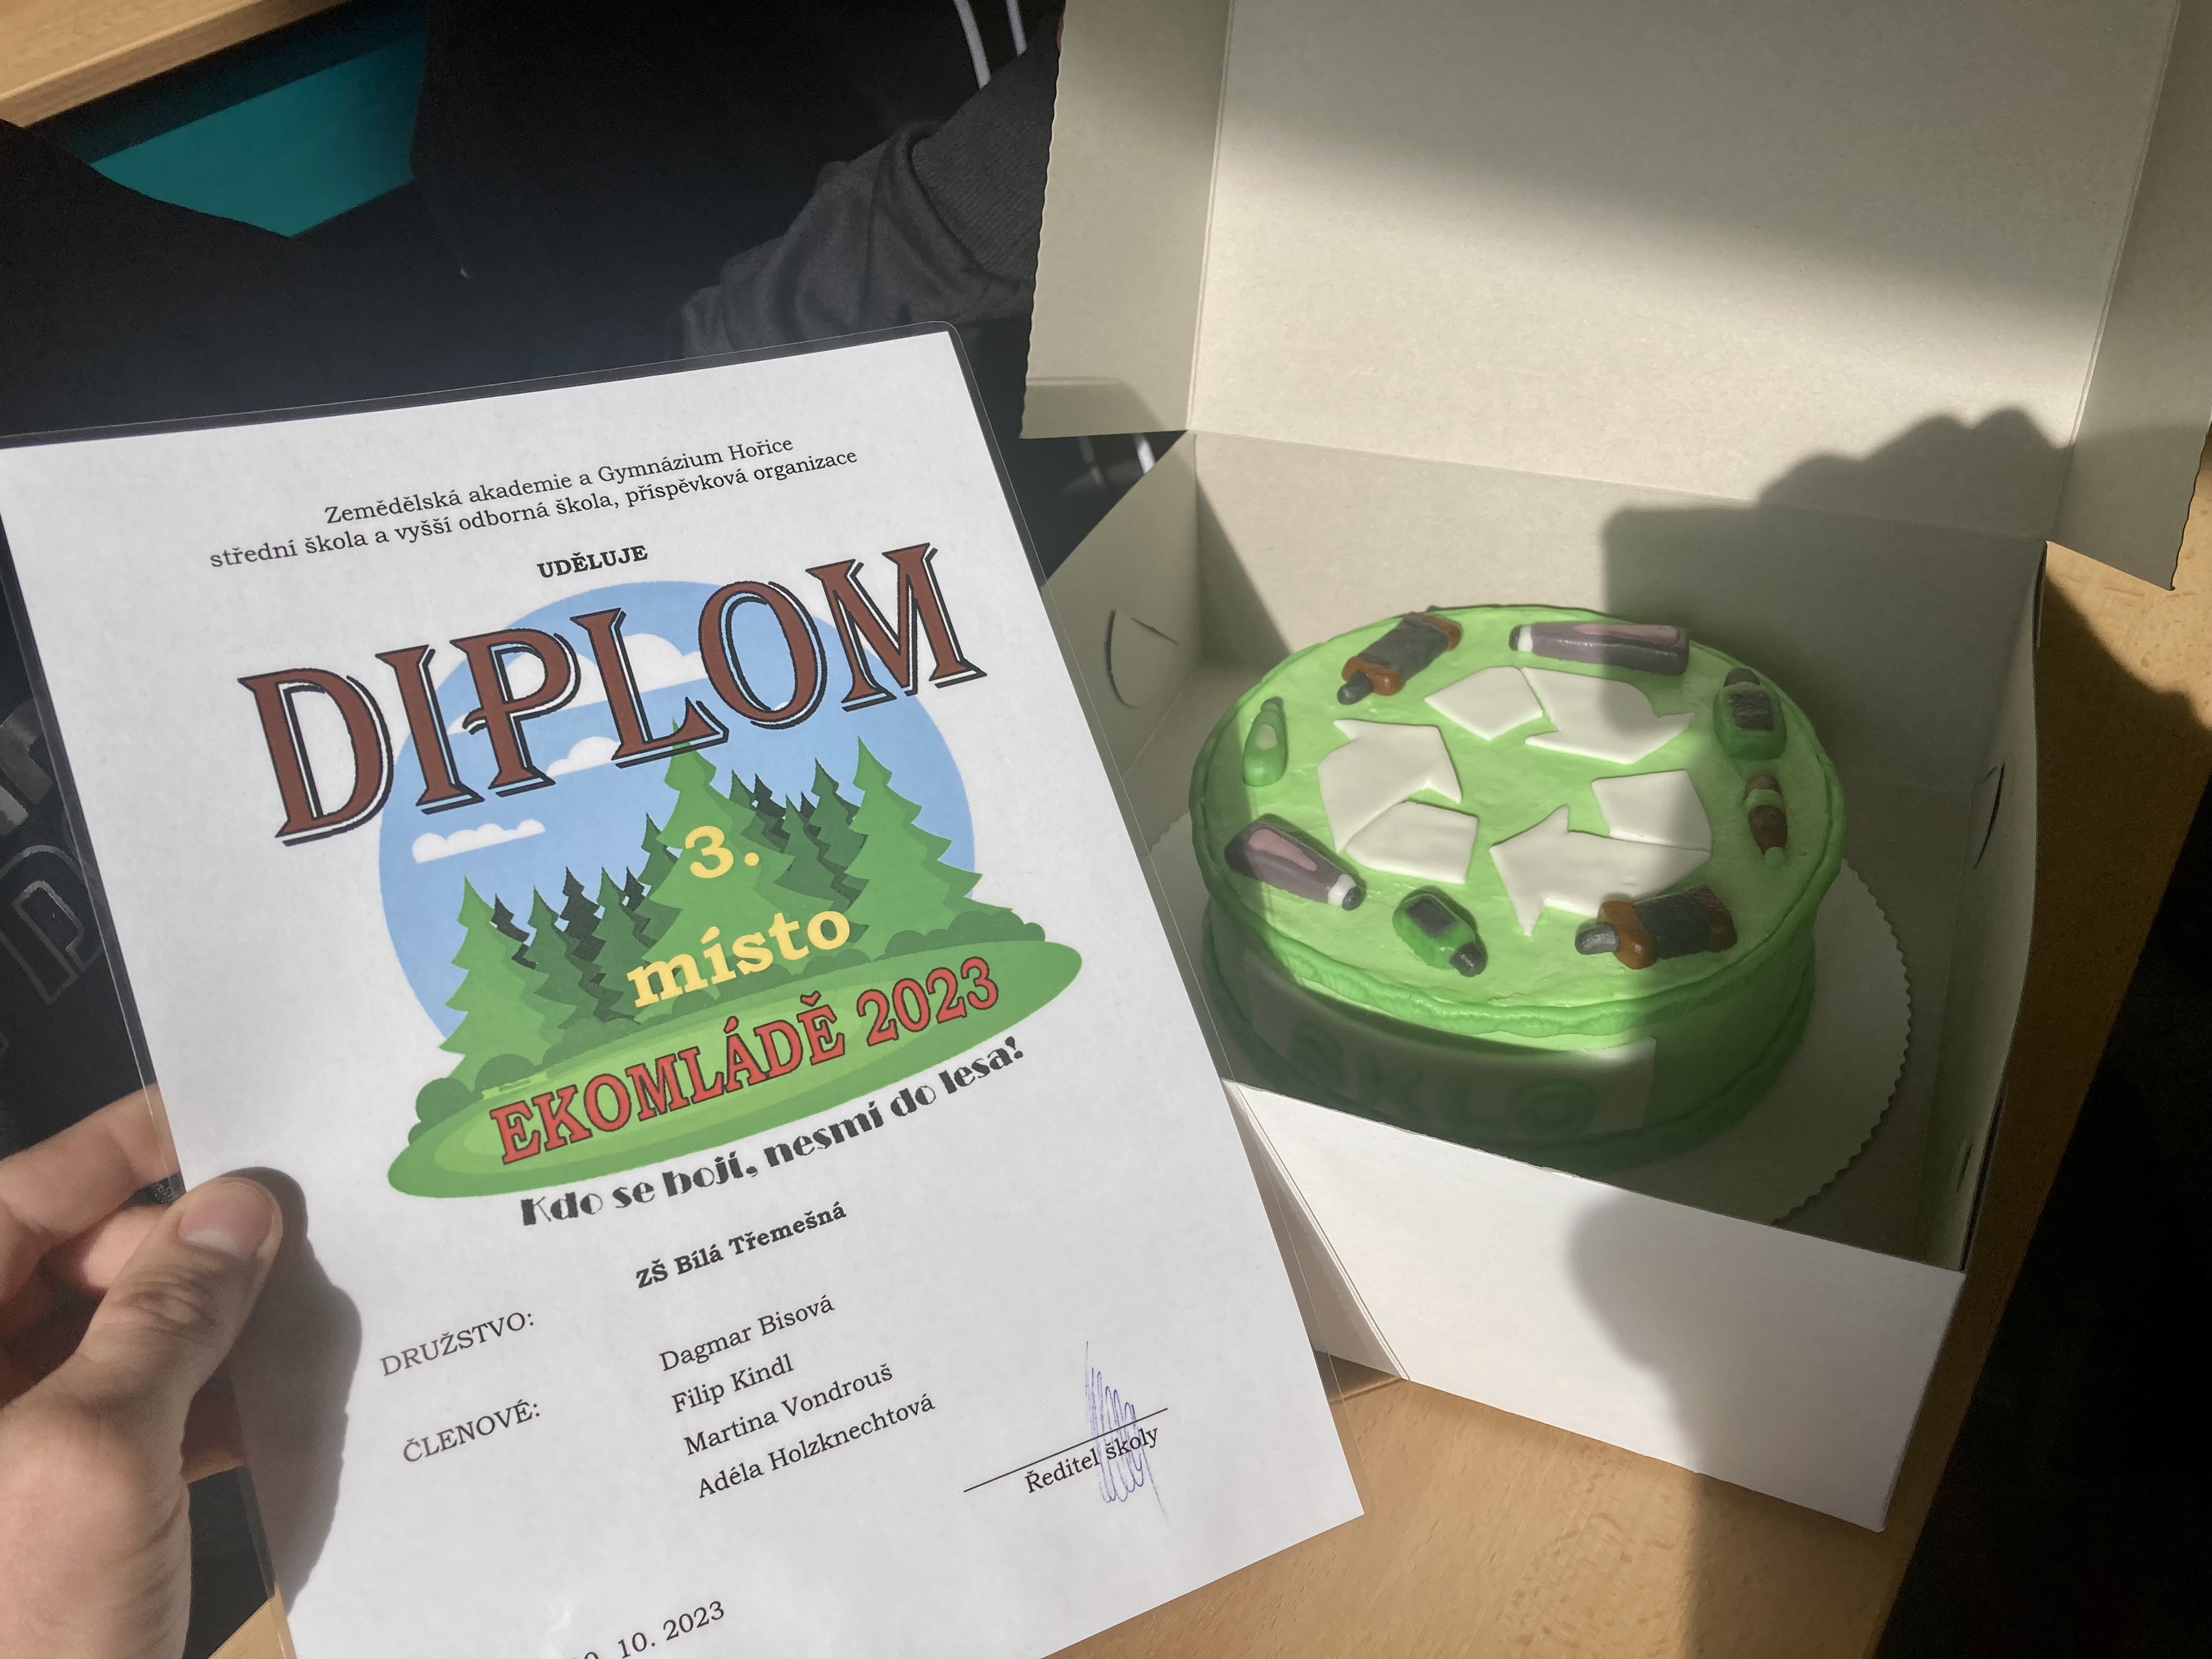 Zemědělská akademie a Gymnázium Hořice
střední škola a vyšší odborná škola, příspěvková organizace
UDĚLUJE
DIPLOM
3.
místo
EKOMLÁDĚ 2023
Kdo se bojí, nesmí do lesa!
ZŠ Bílá Třemešná
DRUŽSTVO:
Dagmar Bisová
Filip Kindl
ČLENOVÉ:
Martina Vondrouš
Adéla Holzknechtová
Ředitel školy
10. 2023
SKLO